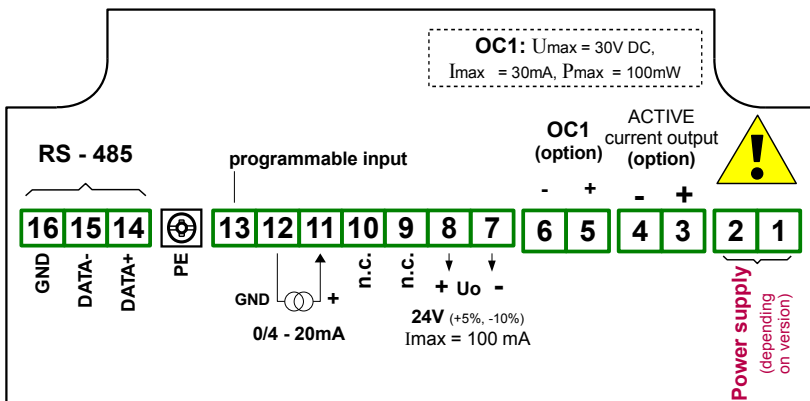 OC1: Umax = 30V DC,
Imax = 30mA, Pmax = 100mW
RS - 485
programmable input
OC1
(option)
- +
ACTIVE
current output
(option)
- +
!
16 15 14
13 12 11 10 9 8 7
6 5
4 3
2 1
GND
DATA-
DATA+
PE
GND +
0/4 - 20mA
n.c.
n.c.
+ Uo -
24V (+5%, -10%)
Imax = 100 mA
Power supply
(depending
on version)